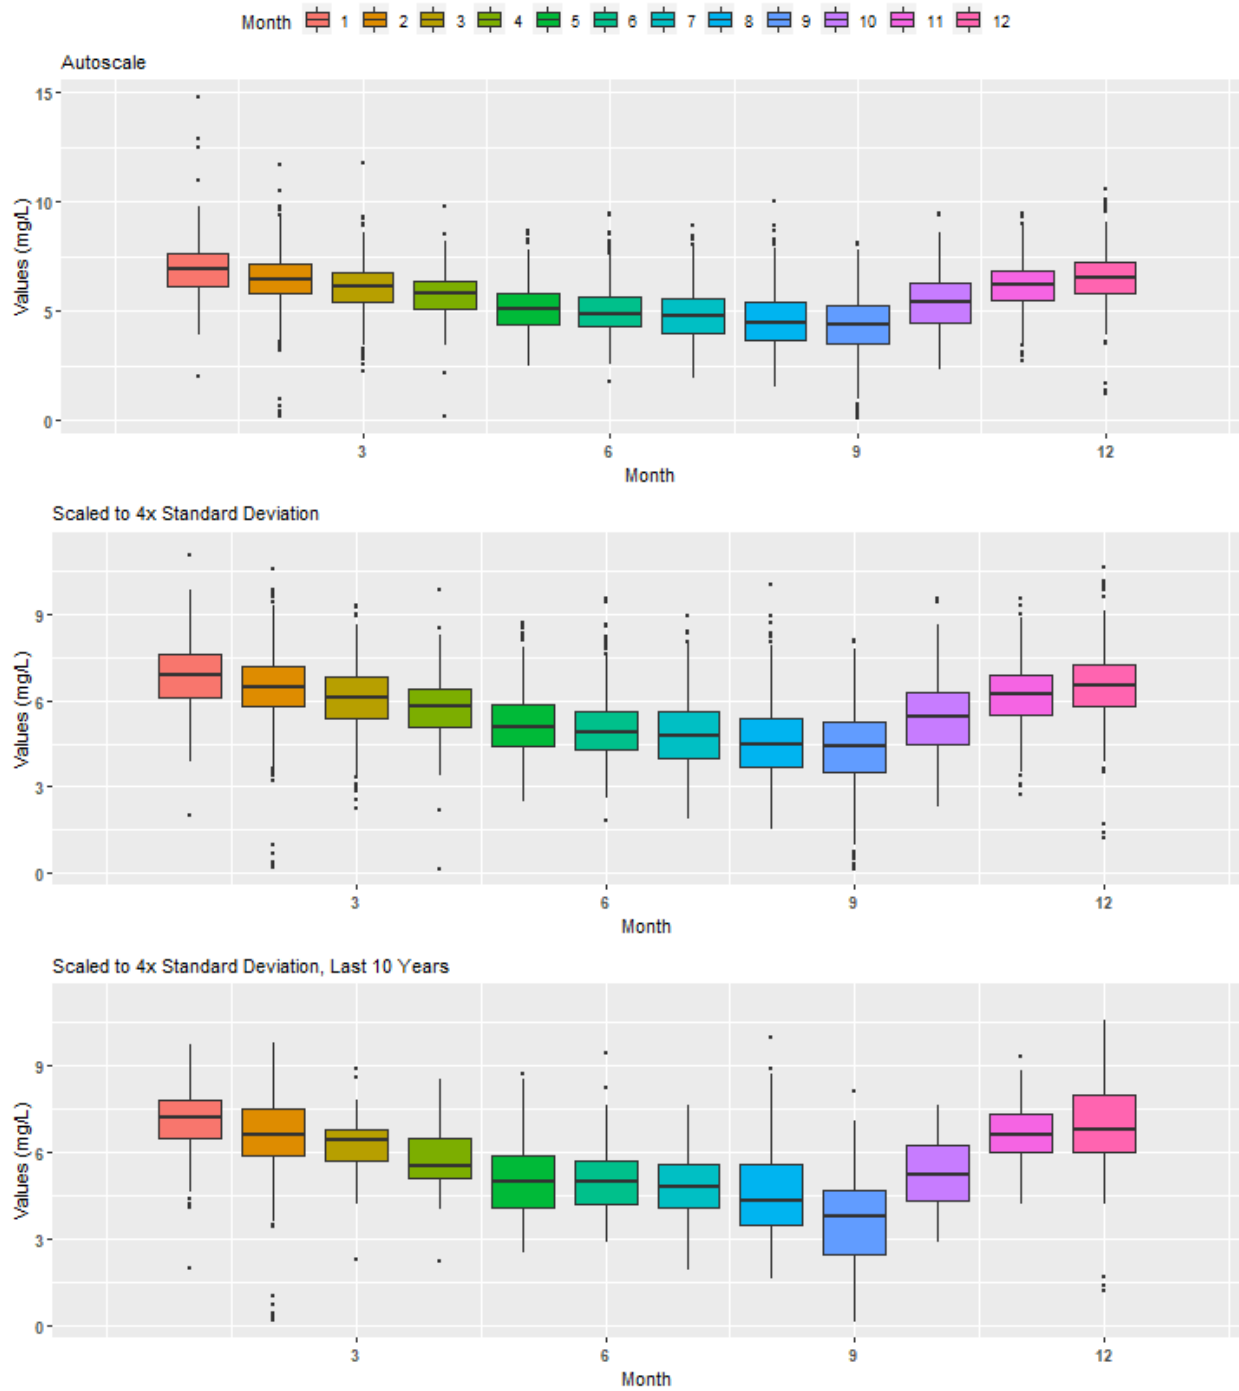 Month 1 2 3 4 5 6 7 8 9 10 11 12
Autoscale
15
10
5
0
Values (mg/L)
3 6 9 12
Month
Scaled to 4x Standard Deviation
9
6
3
0
Values (mg/L)
3 6 9 12
Month
Scaled to 4x Standard Deviation, Last 10 Years
9
6
3
0
Values (mg/L)
3 6 9 12
Month